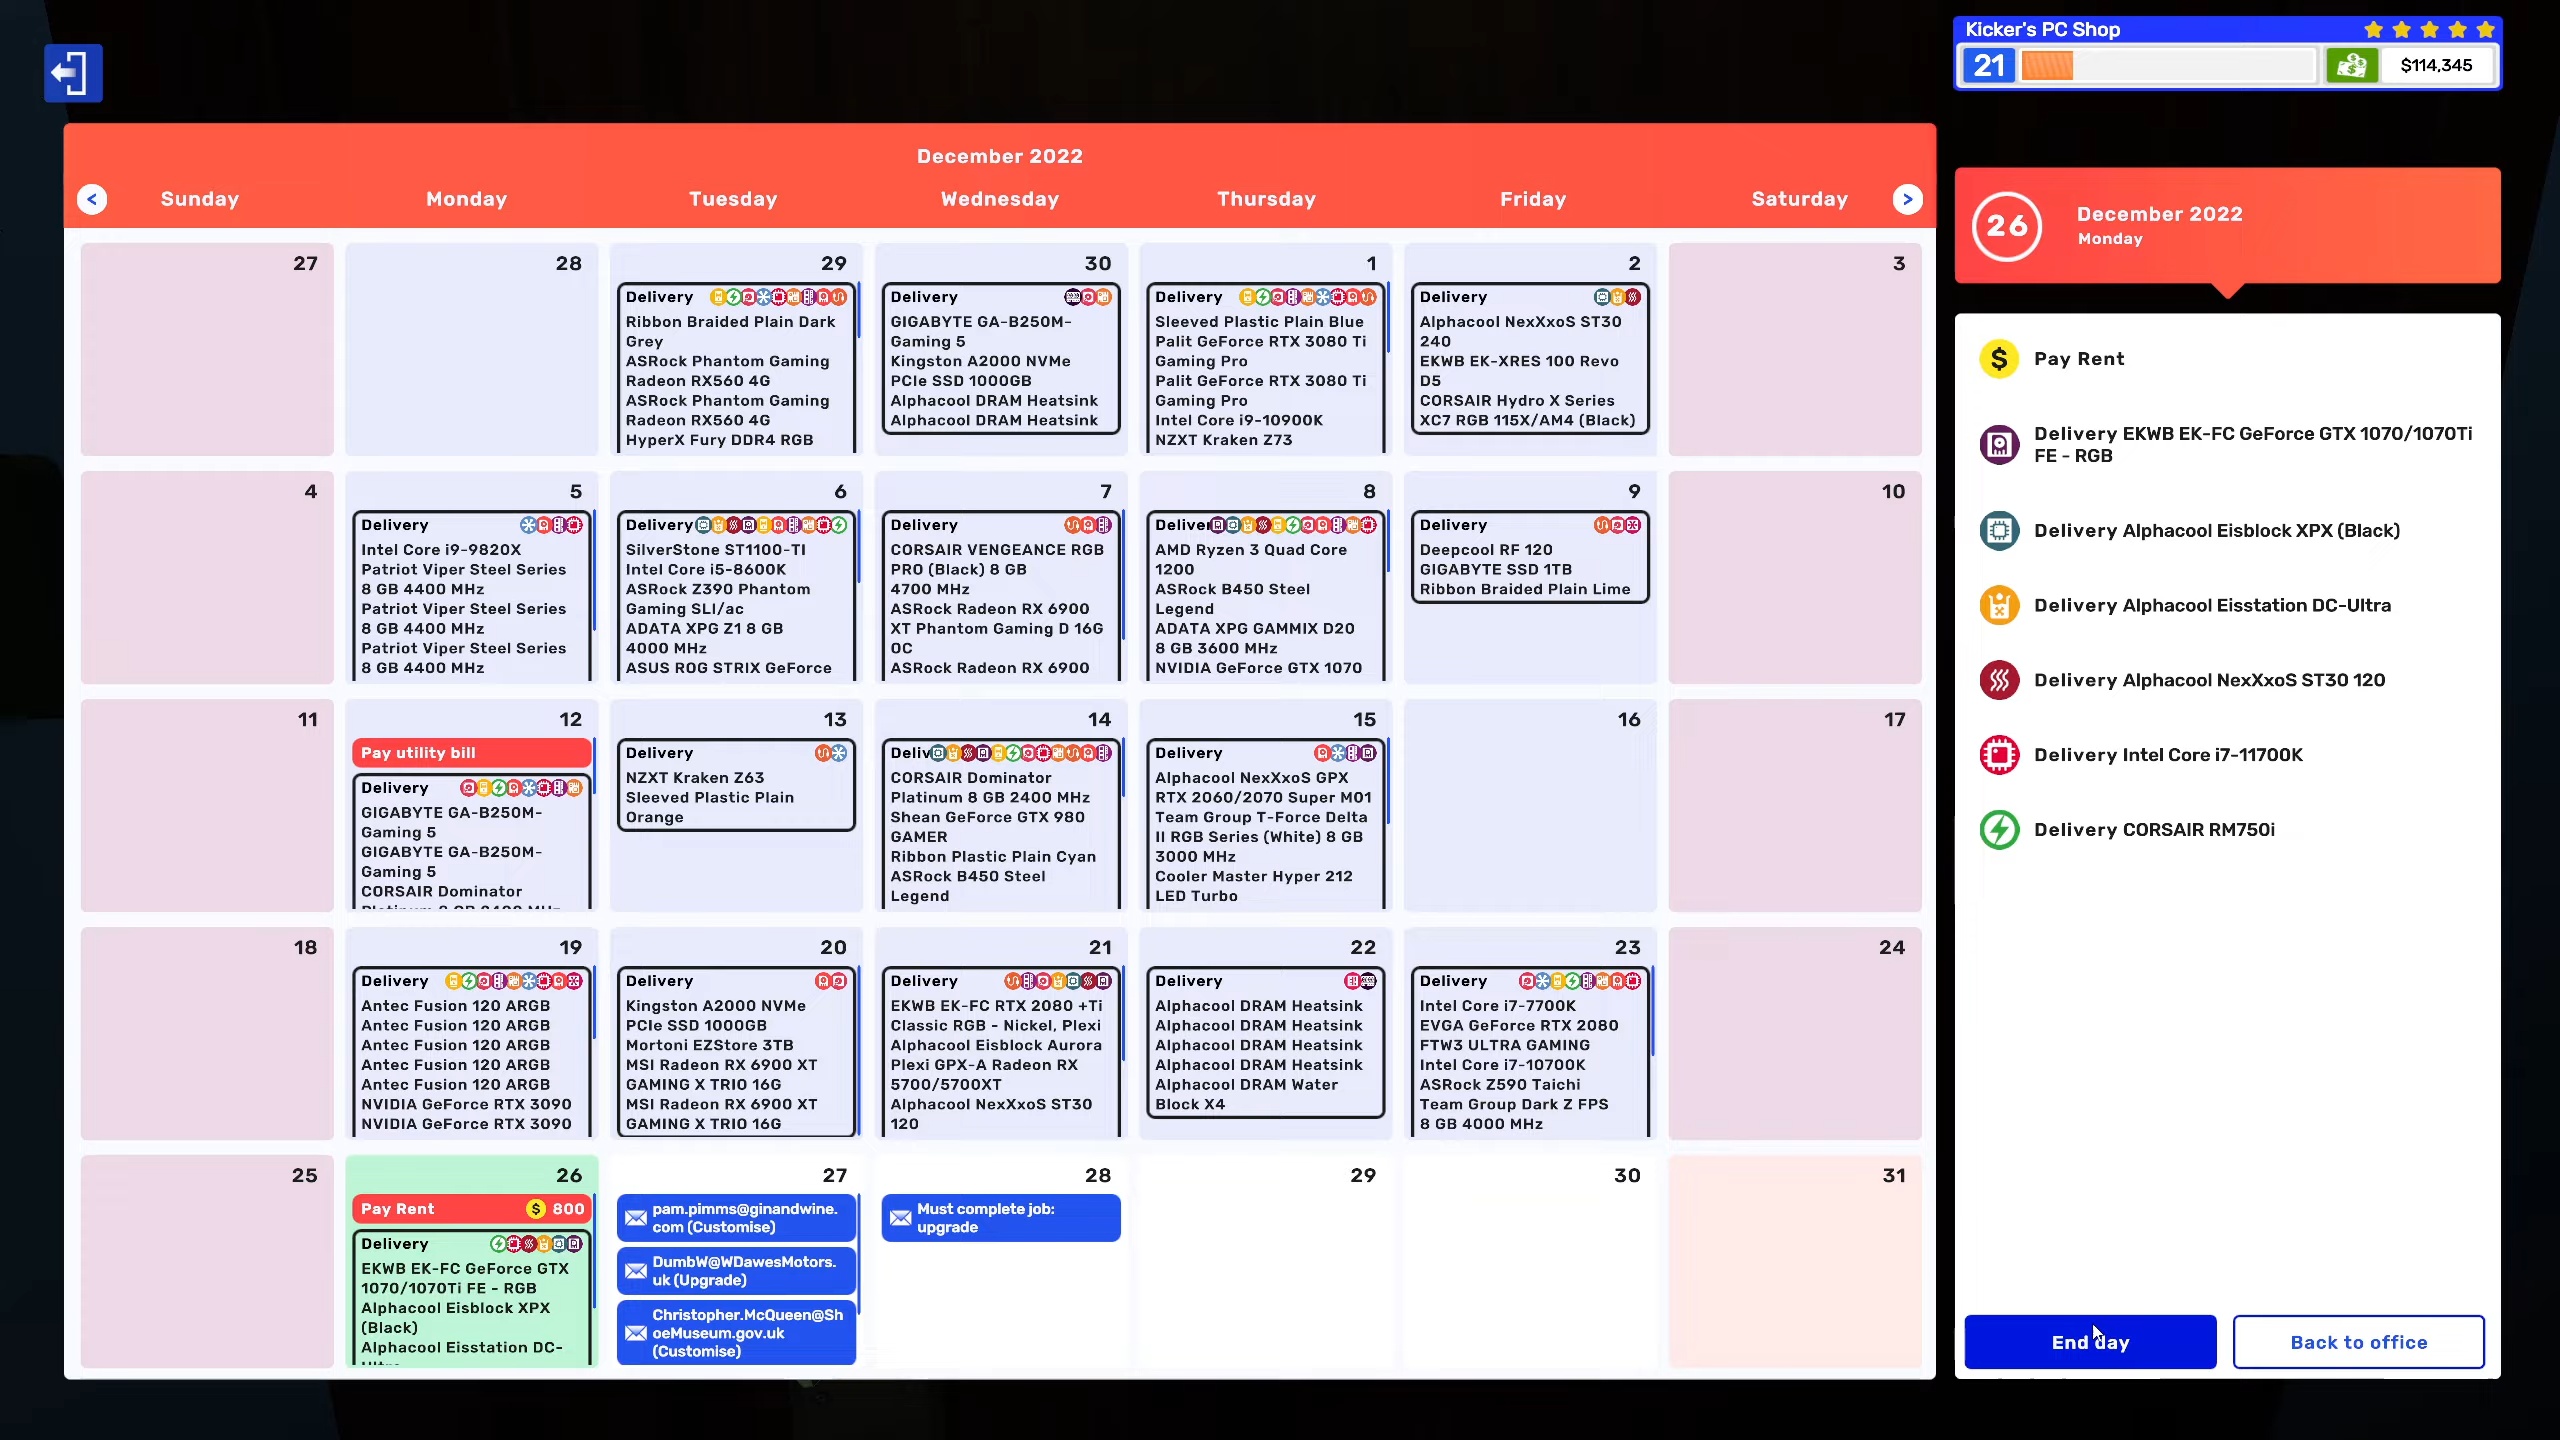 Kicker's PC Shop
21
$114,345
December 2022
Sunday Monday Tuesday Wednesday Thursday Friday Saturday
27
28
29
Delivery
Ribbon Braided Plain Dark
Grey
ASRock Phantom Gaming
Radeon RX560 4G
ASRock Phantom Gaming
Radeon RX560 4G
HyperX Fury DDR4 RGB
30
Delivery
GIGABYTE GA-B250M-
Gaming 5
Kingston A2000 NVMe
PCIe SSD 1000GB
Alphacool DRAM Heatsink
Alphacool DRAM Heatsink
1
Delivery
Sleeved Plastic Plain Blue
Palit GeForce RTX 3080 Ti
Gaming Pro
Palit GeForce RTX 3080 Ti
Gaming Pro
Intel Core i9-10900K
NZXT Kraken Z73
2
Delivery
Alphacool NexXxoS ST30
240
EKWB EK-XRES 100 Revo
D5
CORSAIR Hydro X Series
XC7 RGB 115X/AM4 (Black)
3
4
5
Delivery
Intel Core i9-9820X
Patriot Viper Steel Series
8 GB 4400 MHz
Patriot Viper Steel Series
8 GB 4400 MHz
Patriot Viper Steel Series
8 GB 4400 MHz
6
Delivery
SilverStone ST1100-TI
Intel Core i5-8600K
ASRock Z390 Phantom
Gaming SLI/ac
ADATA XPG Z1 8 GB
4000 MHz
ASUS ROG STRIX GeForce
7
Delivery
CORSAIR VENGEANCE RGB
PRO (Black) 8 GB
4700 MHz
ASRock Radeon RX 6900
XT Phantom Gaming D 16G
OC
ASRock Radeon RX 6900
8
Deliver
AMD Ryzen 3 Quad Core
1200
ASRock B450 Steel
Legend
ADATA XPG GAMMIX D20
8 GB 3600 MHz
NVIDIA GeForce GTX 1070
9
Delivery
Deepcool RF 120
GIGABYTE SSD 1TB
Ribbon Braided Plain Lime
10
11
12
Pay utility bill
Delivery
GIGABYTE GA-B250M-
Gaming 5
GIGABYTE GA-B250M-
Gaming 5
CORSAIR Dominator
13
Delivery
NZXT Kraken Z63
Sleeved Plastic Plain
Orange
14
Deliv
CORSAIR Dominator
Platinum 8 GB 2400 MHz
Shean GeForce GTX 980
GAMER
Ribbon Plastic Plain Cyan
ASRock B450 Steel
Legend
15
Delivery
Alphacool NexXxoS GPX
RTX 2060/2070 Super M01
Team Group T-Force Delta
II RGB Series (White) 8 GB
3000 MHz
Cooler Master Hyper 212
LED Turbo
16
17
18
19
Delivery
Antec Fusion 120 ARGB
Antec Fusion 120 ARGB
Antec Fusion 120 ARGB
Antec Fusion 120 ARGB
Antec Fusion 120 ARGB
NVIDIA GeForce RTX 3090
NVIDIA GeForce RTX 3090
20
Delivery
Kingston A2000 NVMe
PCIe SSD 1000GB
Mortoni EZStore 3TB
MSI Radeon RX 6900 XT
GAMING X TRIO 16G
MSI Radeon RX 6900 XT
GAMING X TRIO 16G
21
Delivery
EKWB EK-FC RTX 2080 +Ti
Classic RGB - Nickel, Plexi
Alphacool Eisblock Aurora
Plexi GPX-A Radeon RX
5700/5700XT
Alphacool NexXxoS ST30
120
22
Delivery
Alphacool DRAM Heatsink
Alphacool DRAM Heatsink
Alphacool DRAM Heatsink
Alphacool DRAM Heatsink
Alphacool DRAM Water
Block X4
23
Delivery
Intel Core i7-7700K
EVGA GeForce RTX 2080
FTW3 ULTRA GAMING
Intel Core i7-10700K
ASRock Z590 Taichi
Team Group Dark Z FPS
8 GB 4000 MHz
24
25
26
Pay Rent $ 800
Delivery
EKWB EK-FC GeForce GTX
1070/1070Ti FE - RGB
Alphacool Eisblock XPX
(Black)
Alphacool Eisstation DC-
27
pam.pimms@ginandwine.
com (Customise)
DumbW@WDawesMotors.
uk (Upgrade)
Christopher.McQueen@Sh
oeMuseum.gov.uk
(Customise)
28
Must complete job:
upgrade
29
30
31
26
December 2022
Monday
$ Pay Rent
Delivery EKWB EK-FC GeForce GTX 1070/1070Ti
FE - RGB
Delivery Alphacool Eisblock XPX (Black)
Delivery Alphacool Eisstation DC-Ultra
Delivery Alphacool NexXxoS ST30 120
Delivery Intel Core i7-11700K
Delivery CORSAIR RM750i
End day
Back to office